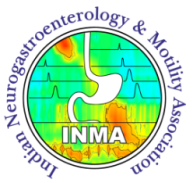 Indian Neurogastroenterology & Motility Association
INMA